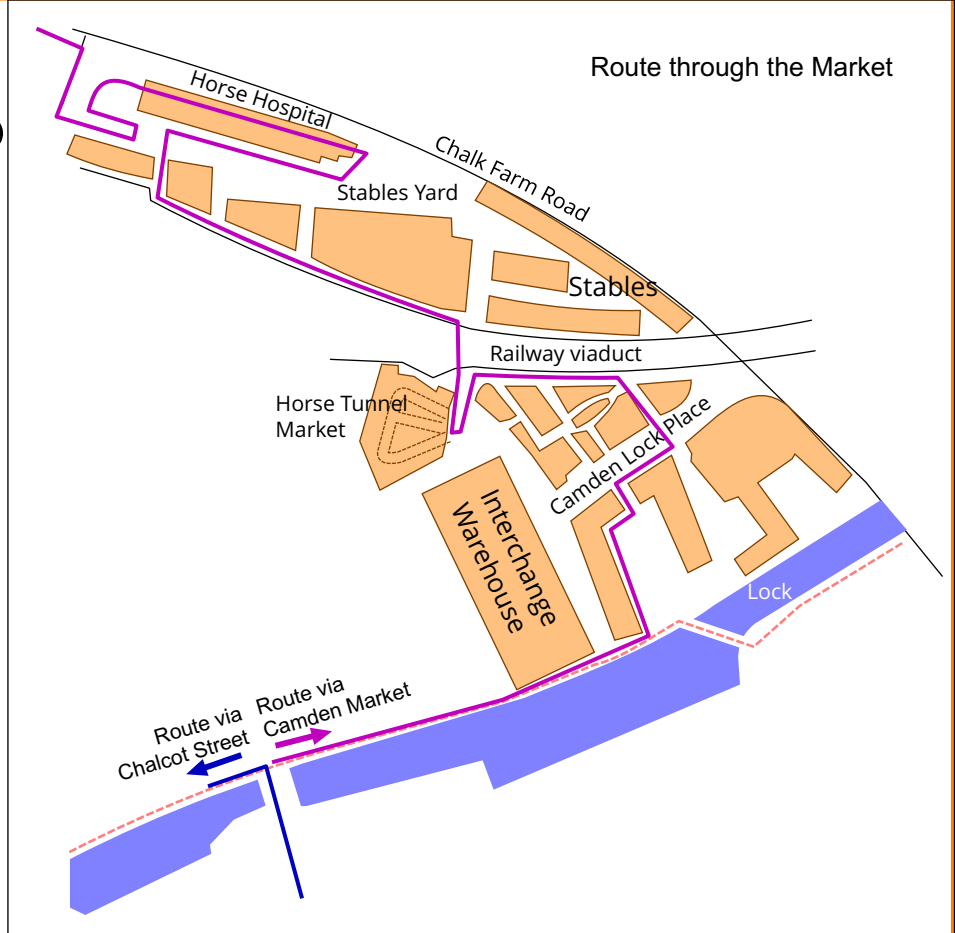 Route through the Market
Horse Hospital
Chalk Farm Road
Stables Yard
Stables
Railway viaduct
Horse Tunnel
Market
Camden Lock Place
Interchange
Warehouse
Lock
Route via
Camden Market
Route via
Chalcot Street